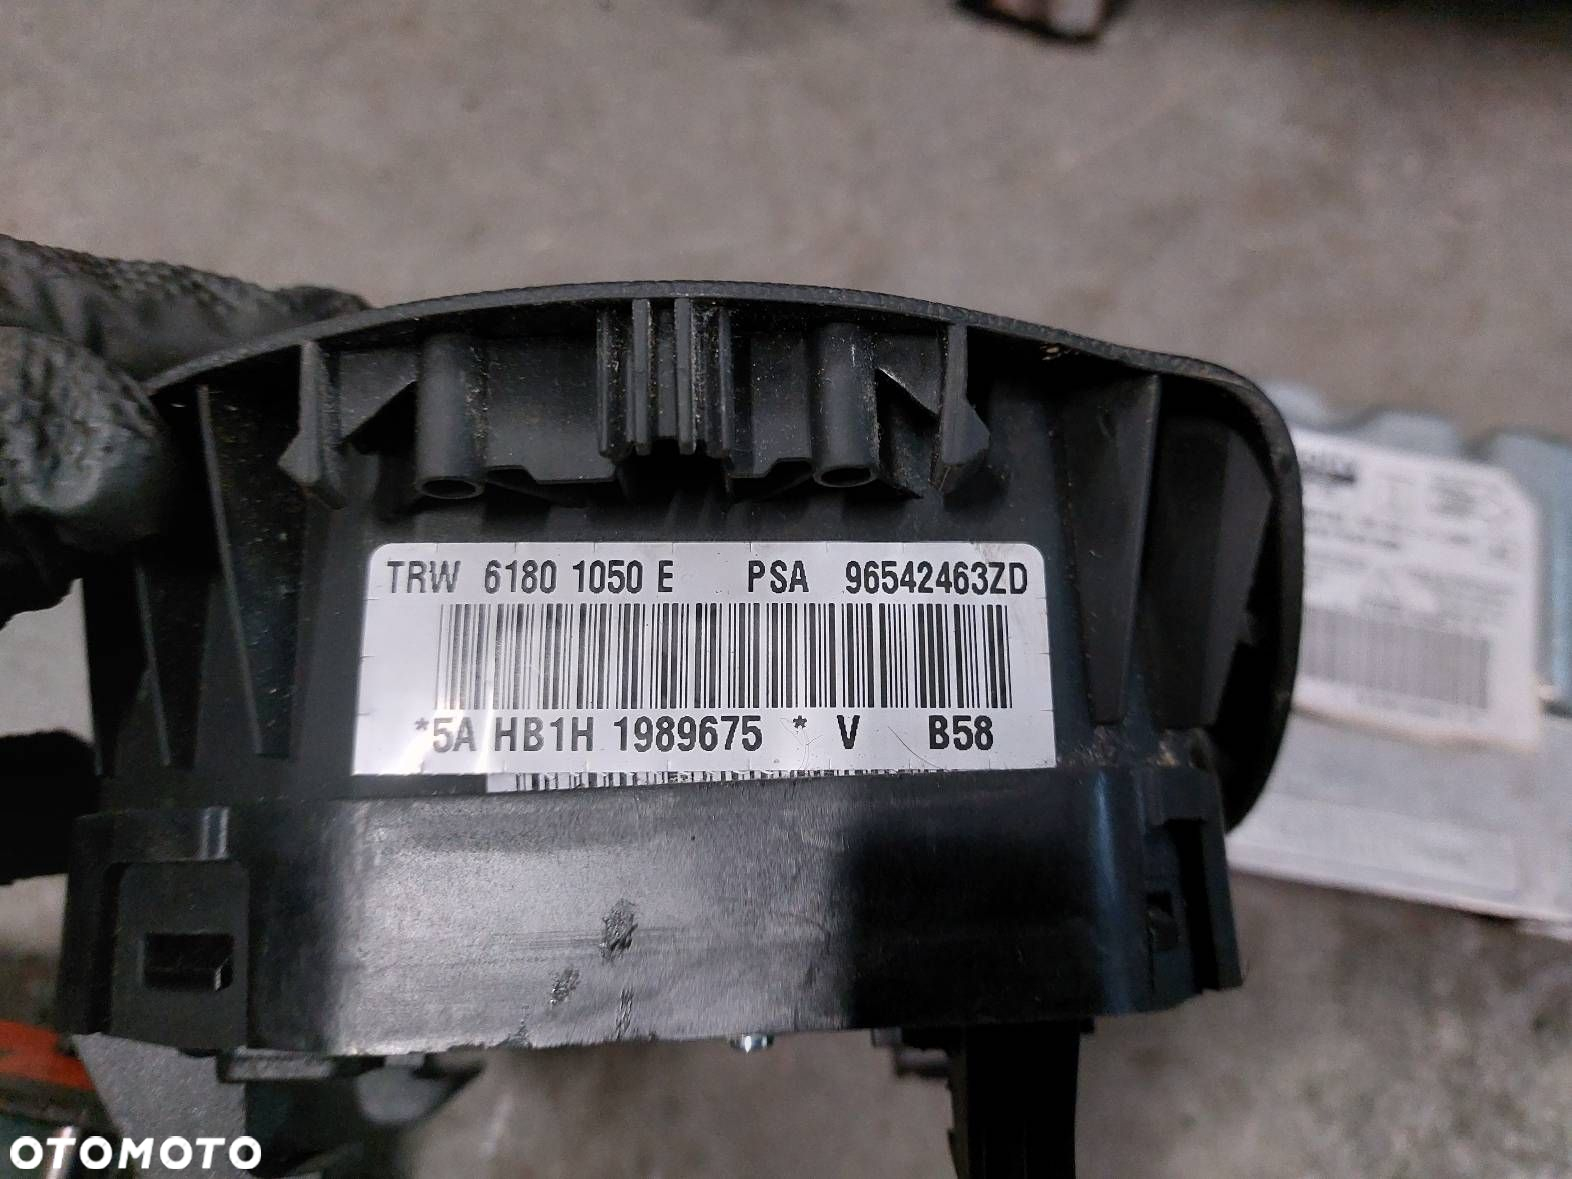 TRW 6180 1050 E PSA 96542463ZD
*5A HB1H 1989675 * V B58
OTOMOTO